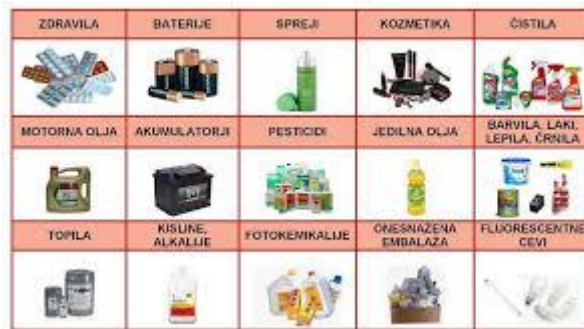 ZDRAVILA
BATERIJE
SPREJI
KOZMETIKA
ČISTILA
MOTORNA OLJA
AKUMULATORJI
PESTICIDI
JEDILNA OLJA
BARVILA, LAKI,
LEPILA, ČRNILA
TOPILA
KISLINE,
ALKALIJE
FOTOKEMIKALIJE
ONESNAŽENA
EMBALAŽA
FLUORESCENTNE
CEVI